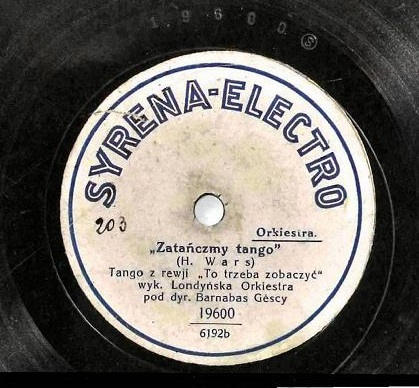 19600 S
SYRENA-ELECTRO
203
Orkiestra.
„Zatańczmy tango"
(H. Wars)
Tango z rewji „To trzeba zobaczyć"
wyk. Londyńska Orkiestra
pod dyr. Barnabas Géscy
19600
6192b